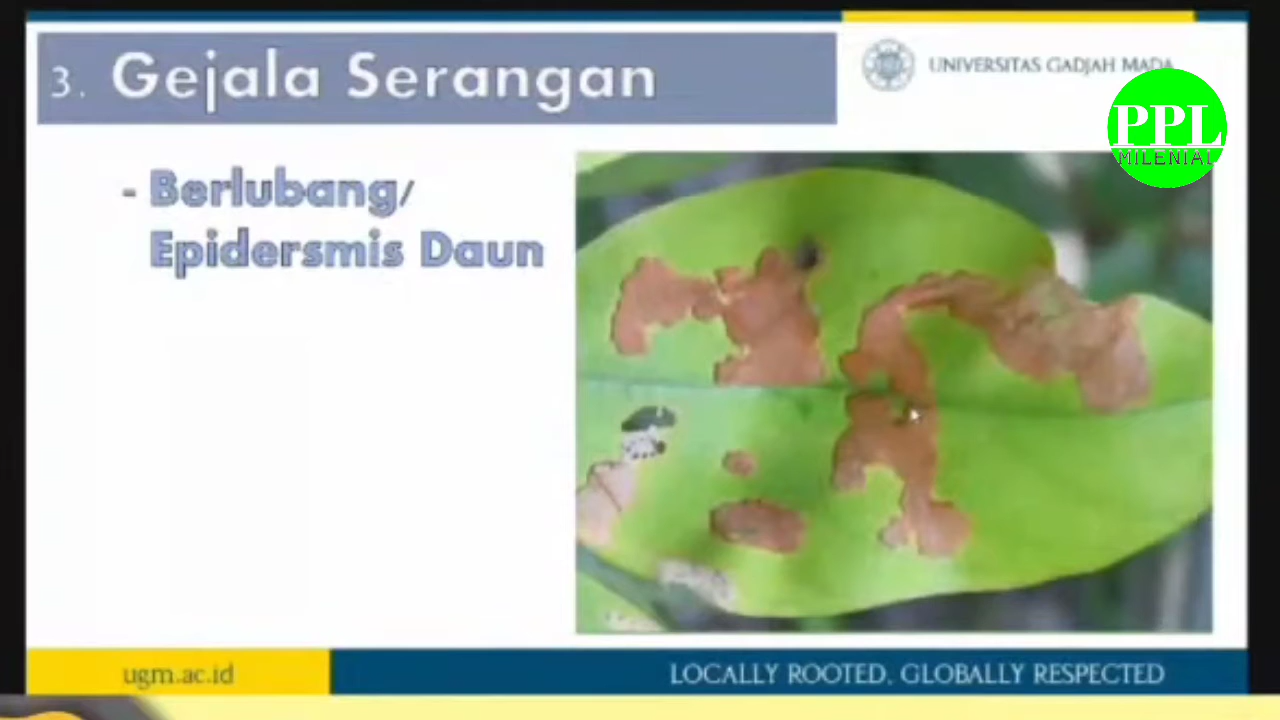 3. Gejala Serangan
UNIVERSITAS GADJAH MADA
PPL
MILENIAL
- Berlubang/
Epidersmis Daun
ugm.ac.id
LOCALLY ROOTED, GLOBALLY RESPECTED